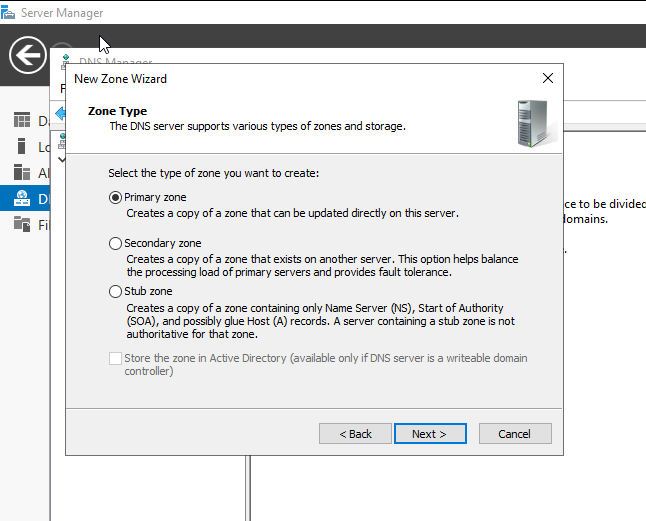 Server Manager
DNS Manager
New Zone Wizard
Zone Type
The DNS server supports various types of zones and storage.
Select the type of zone you want to create:
Primary zone
Creates a copy of a zone that can be updated directly on this server.
Secondary zone
Creates a copy of a zone that exists on another server. This option helps balance
the processing load of primary servers and provides fault tolerance.
Stub zone
Creates a copy of a zone containing only Name Server (NS), Start of Authority
(SOA), and possibly glue Host (A) records. A server containing a stub zone is not
authoritative for that zone.
Store the zone in Active Directory (available only if DNS server is a writeable domain
controller)
< Back
Next >
Cancel
ce to be divided
domains.